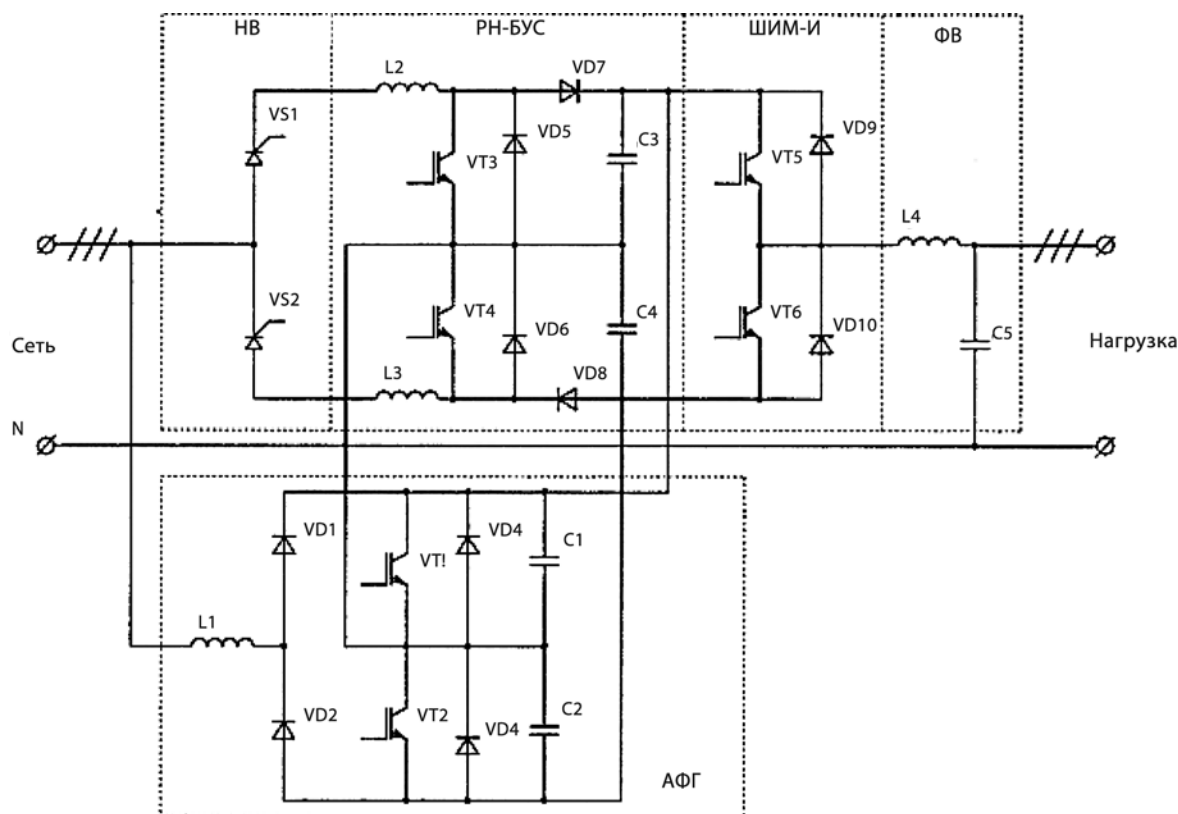 НВ
РН-БУС
ШИМ-И
ФВ
L2
VD7
VS1
VD5
C3
VD9
VT3
VT5
L4
VS2
VT4
VD6
C4
VT6
VD10
C5
Сеть
Нагрузка
L3
VD8
N
VD1
VT!
VD4
C1
L1
VD2
VT2
VD4
C2
АФГ